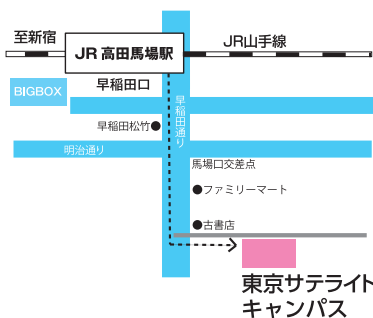 至新宿
JR 高田馬場駅
JR山手線
BIGBOX
早稲田口
早稲田通り
早稲田松竹
明治通り
馬場口交差点
ファミリーマート
古書店
東京サテライト
キャンパス